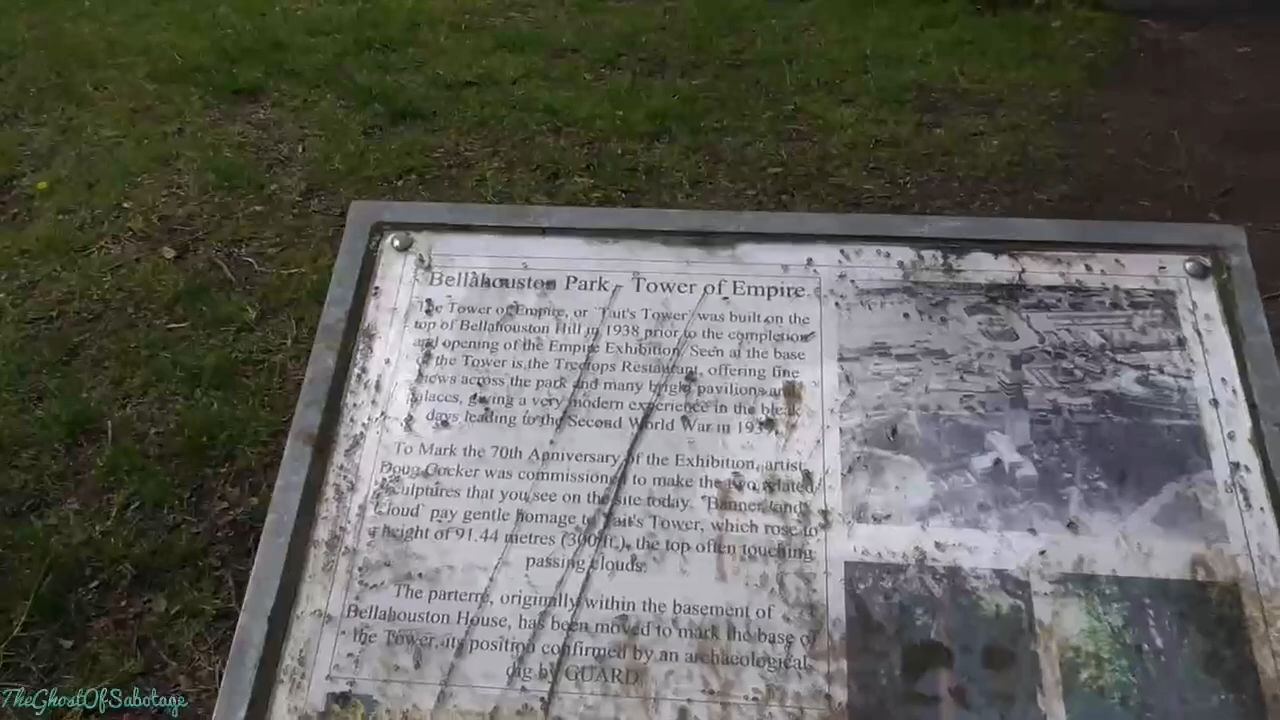 Bellahouston Park - Tower of Empire
The Tower of Empire, or 'Tait's Tower' was built on the
top of Bellahouston Hill in 1938 prior to the completion
and opening of the Empire Exhibition. Seen at the base
of the Tower is the Treetops Restaurant, offering fine
views across the park and many bright pavilions and
palaces, giving a very modern experience in the bleak
days leading to the Second World War in 1939.
To Mark the 70th Anniversary of the Exhibition, artist
Doug Cocker was commissioned to make the two related
sculptures that you see on the site today. 'Banner' and
'Cloud' pay gentle homage to Tait's Tower, which rose to
a height of 91.44 metres (300 ft.), the top often touching
passing clouds.
The parterre, originally within the basement of
Bellahouston House, has been moved to mark the base of
the Tower, its position confirmed by an archaeological
dig by GUARD
TheGhostOfSabotage